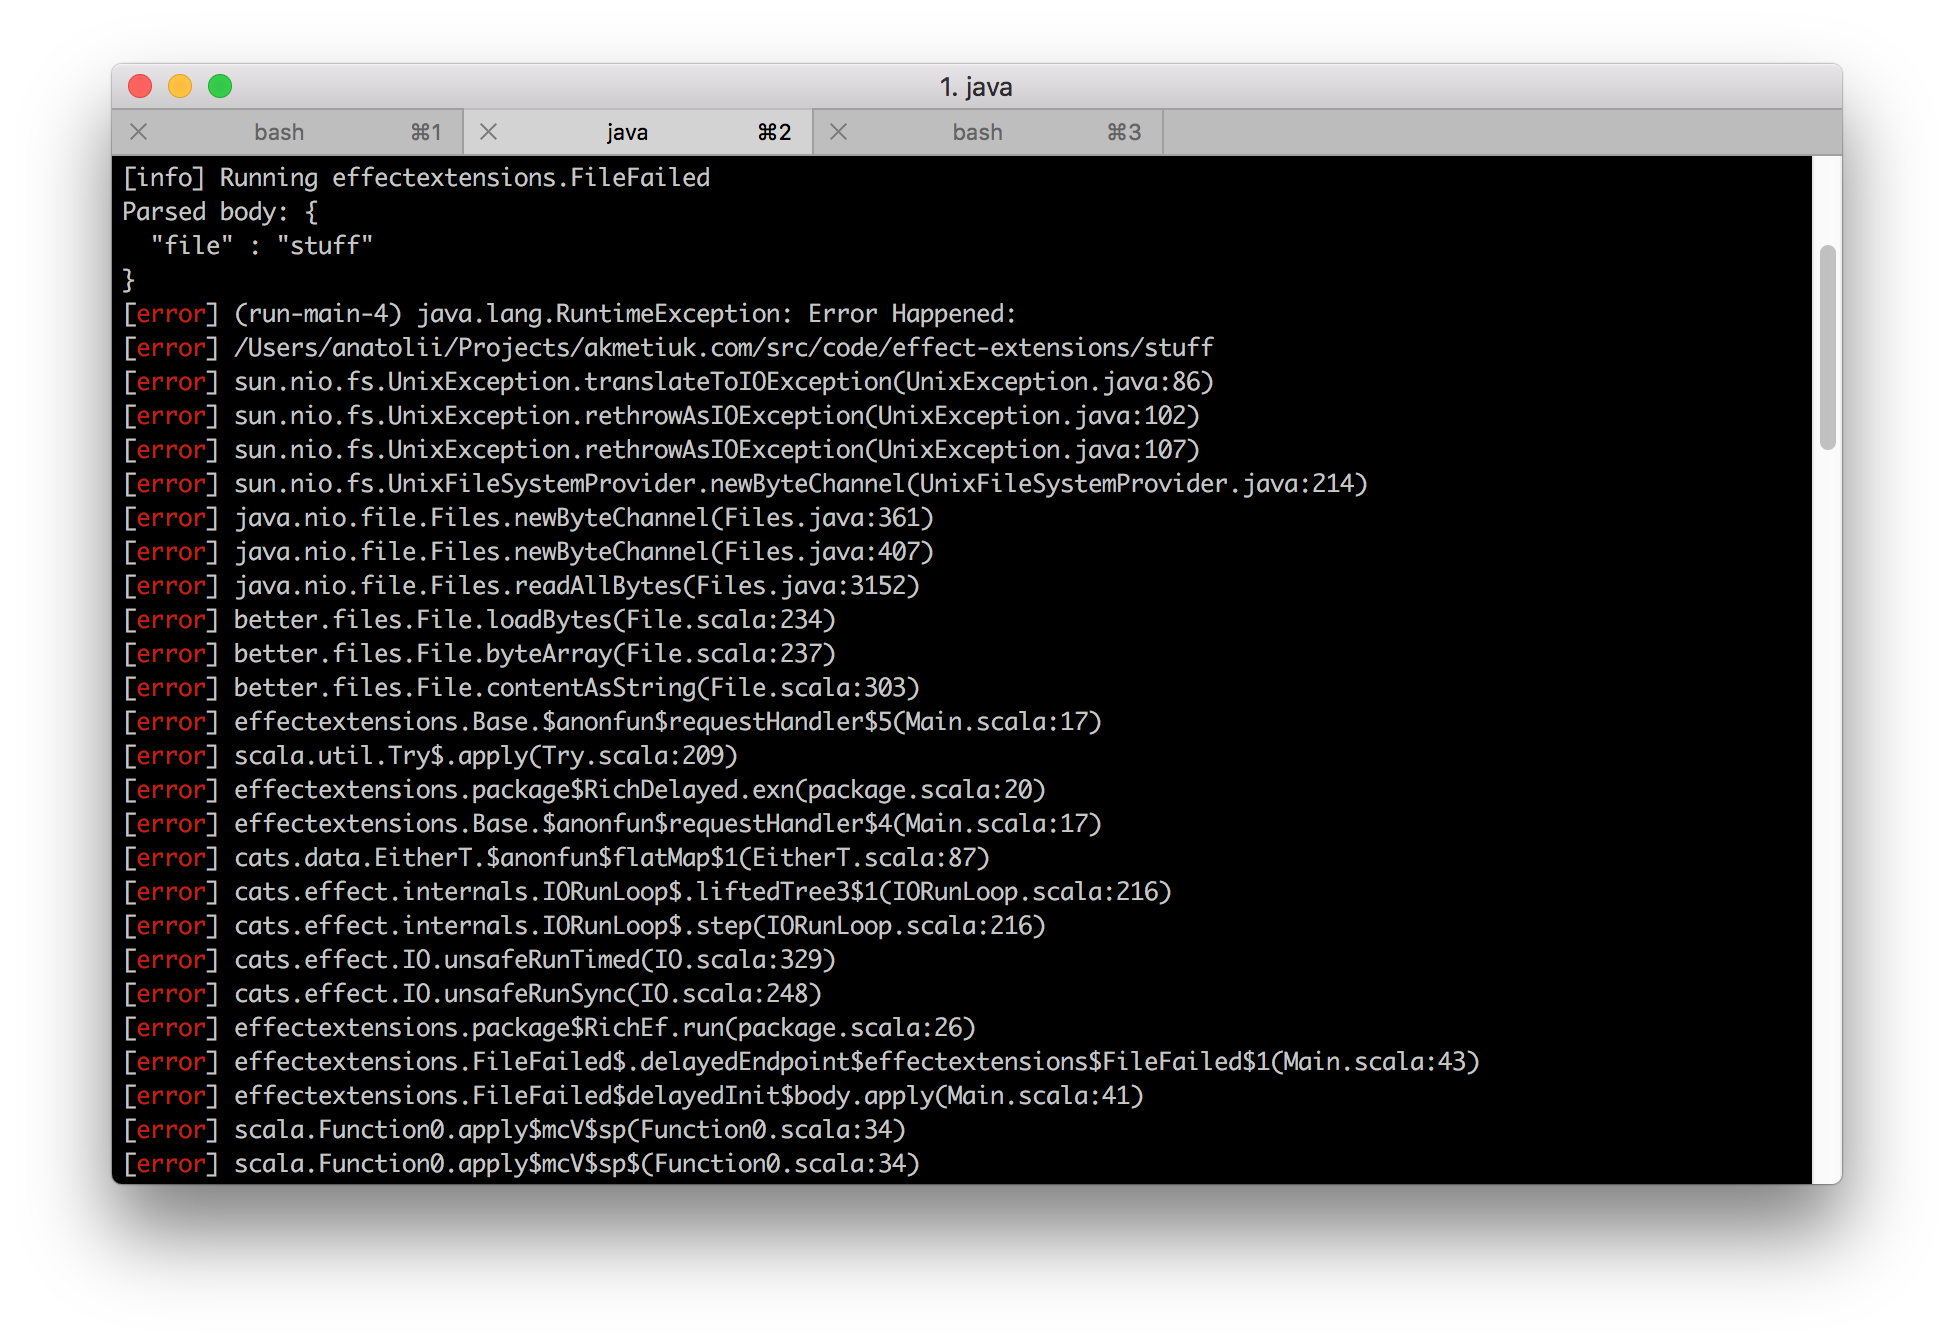 1. java
bash ⌘1 java ⌘2 bash ⌘3
[info] Running effectextensions.FileFailed
Parsed body: {
  "file" : "stuff"
}
[error] (run-main-4) java.lang.RuntimeException: Error Happened:
[error] /Users/anatolii/Projects/akmetiuk.com/src/code/effect-extensions/stuff
[error] sun.nio.fs.UnixException.translateToIOException(UnixException.java:86)
[error] sun.nio.fs.UnixException.rethrowAsIOException(UnixException.java:102)
[error] sun.nio.fs.UnixException.rethrowAsIOException(UnixException.java:107)
[error] sun.nio.fs.UnixFileSystemProvider.newByteChannel(UnixFileSystemProvider.java:214)
[error] java.nio.file.Files.newByteChannel(Files.java:361)
[error] java.nio.file.Files.newByteChannel(Files.java:407)
[error] java.nio.file.Files.readAllBytes(Files.java:3152)
[error] better.files.File.loadBytes(File.scala:234)
[error] better.files.File.byteArray(File.scala:237)
[error] better.files.File.contentAsString(File.scala:303)
[error] effectextensions.Base.$anonfun$requestHandler$5(Main.scala:17)
[error] scala.util.Try$.apply(Try.scala:209)
[error] effectextensions.package$RichDelayed.exn(package.scala:20)
[error] effectextensions.Base.$anonfun$requestHandler$4(Main.scala:17)
[error] cats.data.EitherT.$anonfun$flatMap$1(EitherT.scala:87)
[error] cats.effect.internals.IORunLoop$.liftedTree3$1(IORunLoop.scala:216)
[error] cats.effect.internals.IORunLoop$.step(IORunLoop.scala:216)
[error] cats.effect.IO.unsafeRunTimed(IO.scala:329)
[error] cats.effect.IO.unsafeRunSync(IO.scala:248)
[error] effectextensions.package$RichEf.run(package.scala:26)
[error] effectextensions.FileFailed$.delayedEndpoint$effectextensions$FileFailed$1(Main.scala:43)
[error] effectextensions.FileFailed$delayedInit$body.apply(Main.scala:41)
[error] scala.Function0.apply$mcV$sp(Function0.scala:34)
[error] scala.Function0.apply$mcV$sp$(Function0.scala:34)